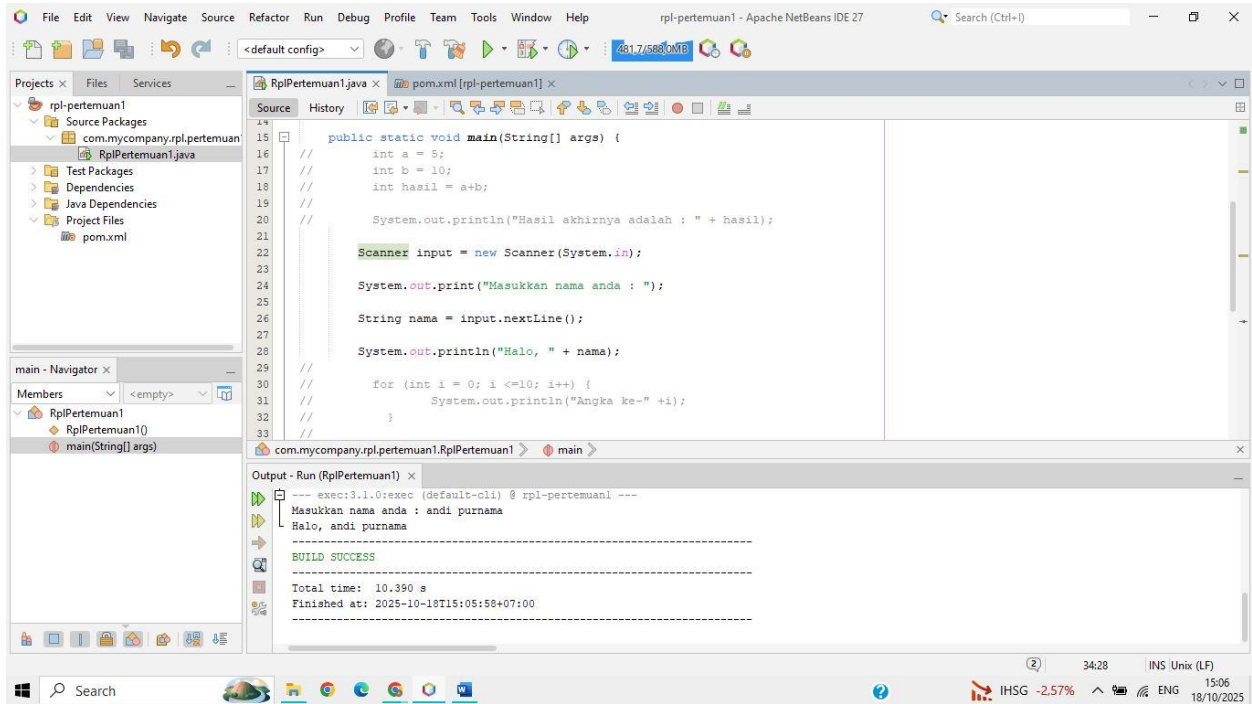 File Edit View Navigate Source Refactor Run Debug Profile Team Tools Window Help
rpl-pertemuan1 - Apache NetBeans IDE 27
Search (Ctrl+I)
<default config>
481,7/588,0MB
Projects
Files
Services
rpl-pertemuan1
Source Packages
com.mycompany.rpl.pertemuan
RplPertemuan1.java
Test Packages
Dependencies
Java Dependencies
Project Files
pom.xml
RplPertemuan1.java
pom.xml [rpl-pertemuan1]
Source History
14
15 public static void main(String[] args) {
16 // int a = 5;
17 // int b = 10;
18 // int hasil = a+b;
19 //
20 // System.out.println("Hasil akhirnya adalah : " + hasil);
21
22 Scanner input = new Scanner(System.in);
23
24 System.out.print("Masukkan nama anda : ");
25
26 String nama = input.nextLine();
27
28 System.out.println("Halo, " + nama);
29 //
30 // for (int i = 0; i <=10; i++) {
31 // System.out.println("Angka ke-" +i);
32 // }
33 //
com.mycompany.rpl.pertemuan1.RplPertemuan1
main
main - Navigator
Members
<empty>
RplPertemuan1
RplPertemuan1()
main(String[] args)
Output - Run (RplPertemuan1)
--- exec:3.1.0:exec (default-cli) @ rpl-pertemuan1 ---
Masukkan nama anda : andi purnama
Halo, andi purnama
------------------------------------------------------------------------
BUILD SUCCESS
------------------------------------------------------------------------
Total time: 10.390 s
Finished at: 2025-10-18T15:05:58+07:00
------------------------------------------------------------------------
2
34:28
INS Unix (LF)
Search
IHSG -2,57%
ENG
15:06
18/10/2025